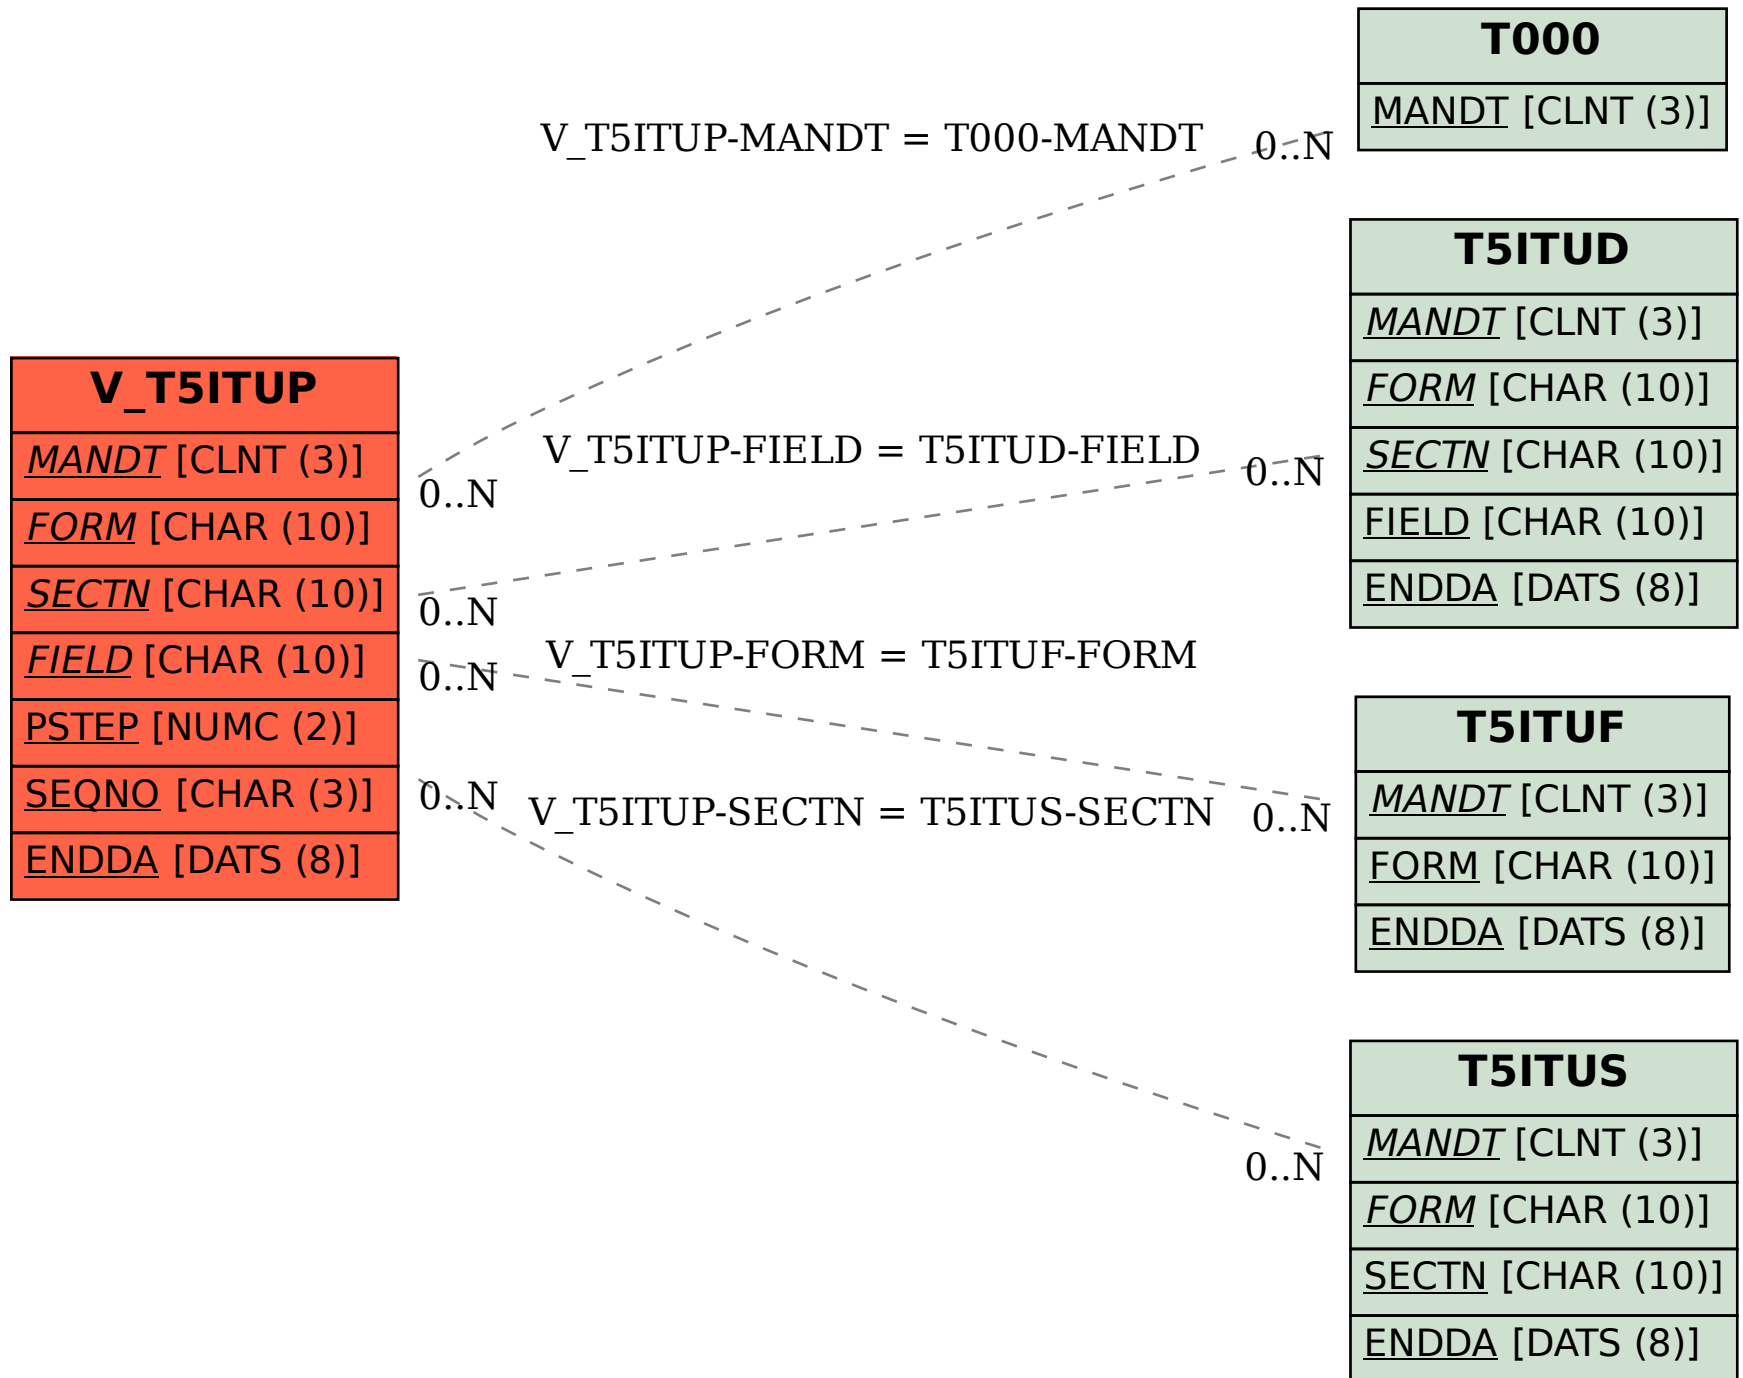 V_T5ITUP
MANDT [CLNT (3)]
FORM [CHAR (10)]
SECTN [CHAR (10)]
FIELD [CHAR (10)]
PSTEP [NUMC (2)]
SEQNO [CHAR (3)]
ENDDA [DATS (8)]
V_T5ITUP-MANDT = T000-MANDT
0..N
0..N
V_T5ITUP-FIELD = T5ITUD-FIELD
0..N
0..N
V_T5ITUP-FORM = T5ITUF-FORM
0..N
0..N
V_T5ITUP-SECTN = T5ITUS-SECTN
0..N
0..N
T000
MANDT [CLNT (3)]
T5ITUD
MANDT [CLNT (3)]
FORM [CHAR (10)]
SECTN [CHAR (10)]
FIELD [CHAR (10)]
ENDDA [DATS (8)]
T5ITUF
MANDT [CLNT (3)]
FORM [CHAR (10)]
ENDDA [DATS (8)]
T5ITUS
MANDT [CLNT (3)]
FORM [CHAR (10)]
SECTN [CHAR (10)]
ENDDA [DATS (8)]